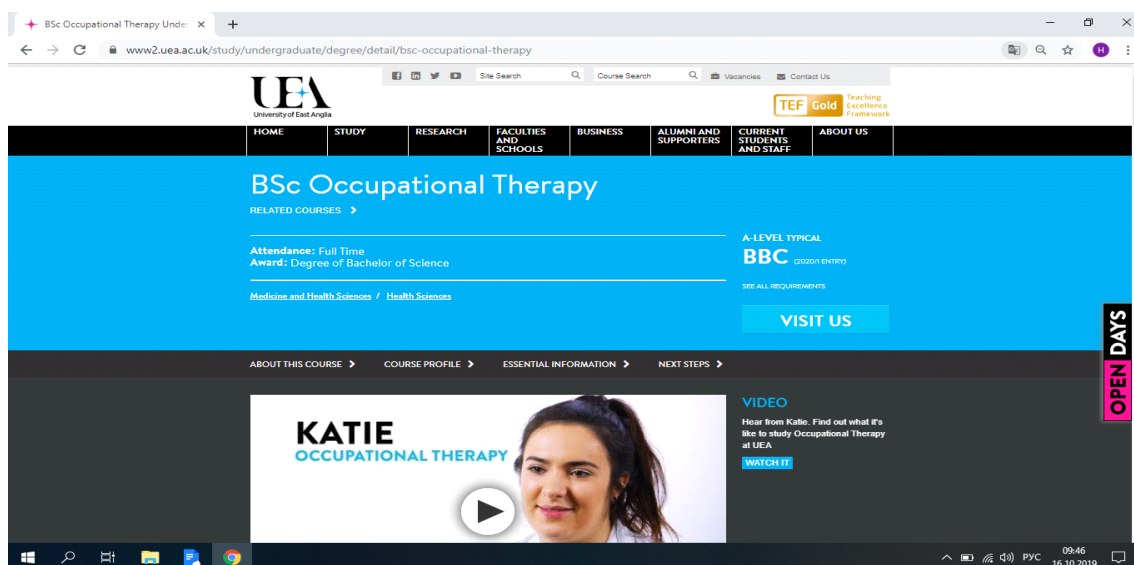 BSc Occupational Therapy Under
www2.uea.ac.uk/study/undergraduate/degree/detail/bsc-occupational-therapy
H
Site Search
Course Search
Vacancies
Contact Us
UEA
University of East Anglia
TEF Gold
Teaching
Excellence
Framework
HOME
STUDY
RESEARCH
FACULTIES
AND
SCHOOLS
BUSINESS
ALUMNI AND
SUPPORTERS
CURRENT
STUDENTS
AND STAFF
ABOUT US
BSc Occupational Therapy
RELATED COURSES
Attendance: Full Time
Award: Degree of Bachelor of Science
Medicine and Health Sciences / Health Sciences
A-LEVEL TYPICAL
BBC (2020/1 ENTRY)
SEE ALL REQUIREMENTS
VISIT US
OPEN DAYS
ABOUT THIS COURSE
COURSE PROFILE
ESSENTIAL INFORMATION
NEXT STEPS
KATIE
OCCUPATIONAL THERAPY
VIDEO
Hear from Katie. Find out what it's
like to study Occupational Therapy
at UEA
WATCH IT
РУС
09:46
16.10.2019